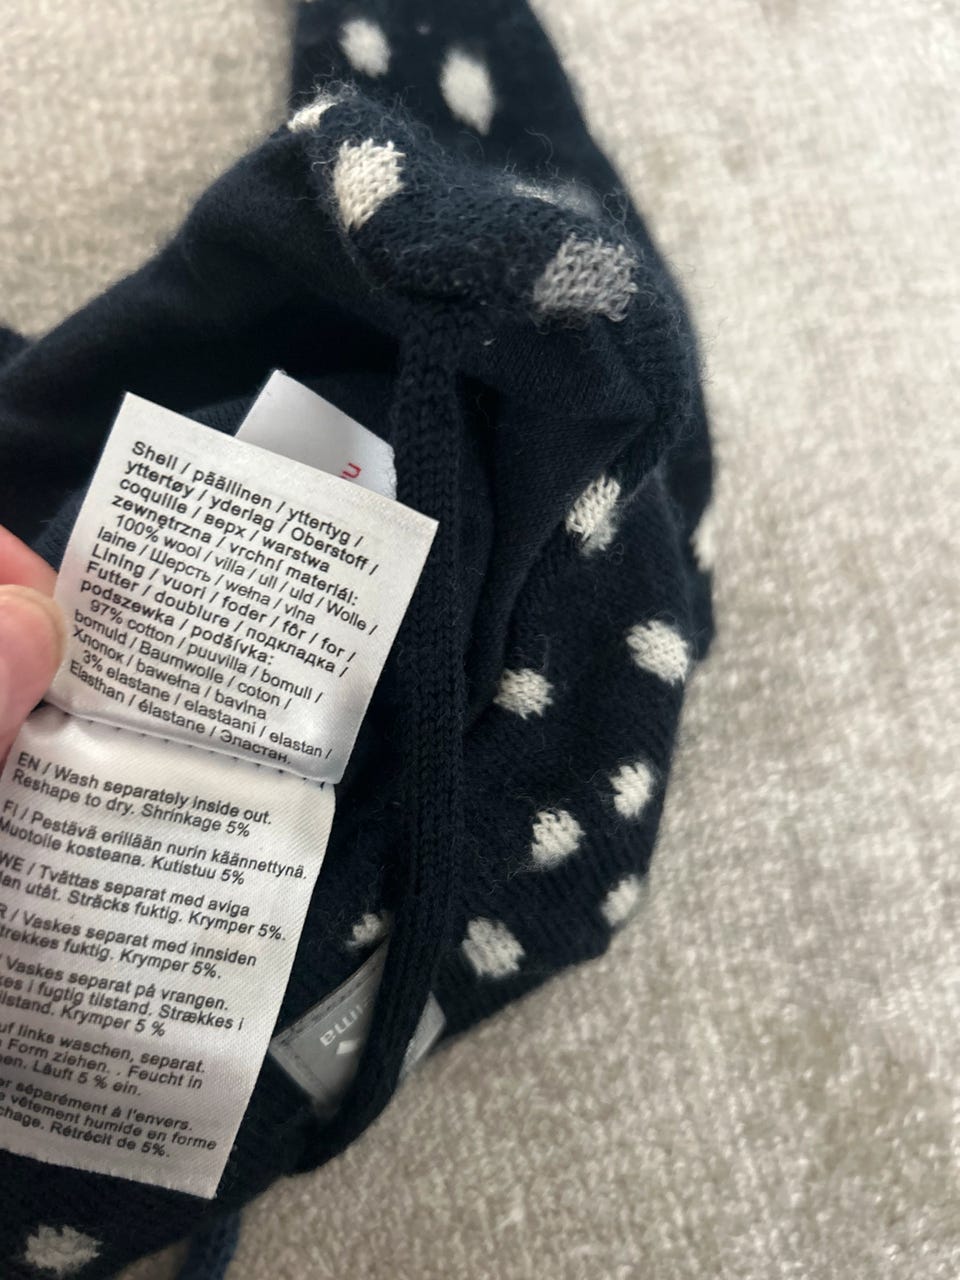 Shell / päällinen / yttertyg /
yttertøy / yderlag / Oberstoff /
coquille / верх / warstwa
zewnętrzna / vrchní materiál:
100% wool / villa / ull / uld / Wolle /
laine / Шерсть / wełna / vlna
Lining / vuori / foder / fôr / for /
Futter / doublure / подкладка /
podszewka / podšívka:
97% cotton / puuvilla / bomull /
bomuld / Baumwolle / coton /
Хлопок / bawełna / bavlna
3% elastane / elastaani / elastan /
Elasthan / élastane / Эластан.
EN / Wash separately inside out.
Reshape to dry. Shrinkage 5%
FI / Pestävä erillään nurin käännettynä.
Muotoile kosteana. Kutistuu 5%
WE / Tvättas separat med aviga
utåt. Sträcks fuktig. Krymper 5%.
/ Vaskes separat med innsiden
fuktig. Krymper 5%.
/ Vaskes separat på vrangen.
i fugtig tilstand. Strækkes i
Krymper 5 %
links waschen, separat.
Form ziehen. . Feucht in
Läuft 5 % ein.
séparément à l'envers.
vêtement humide en forme
Rétrécit de 5%.